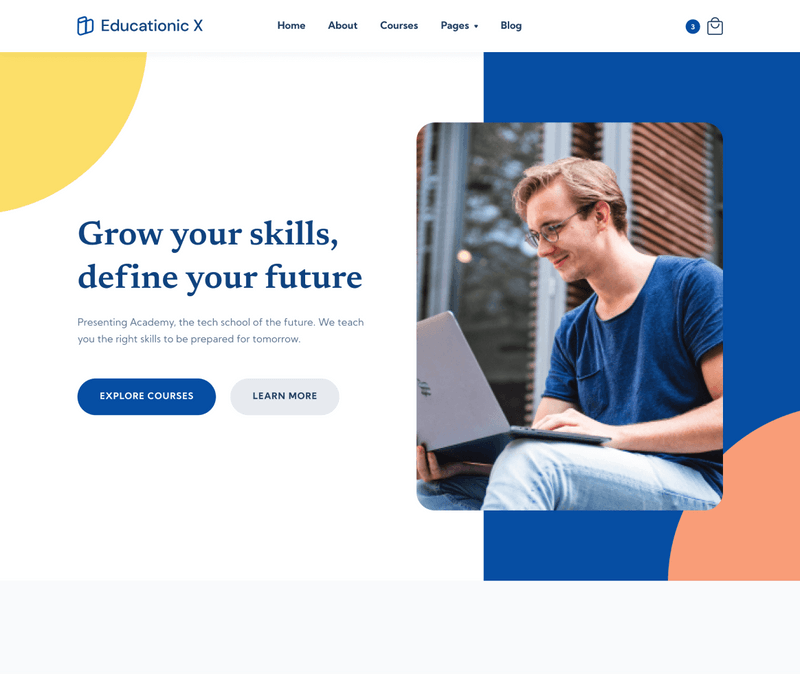 Educationic X
Home About Courses Pages Blog
3
Grow your skills,
define your future
Presenting Academy, the tech school of the future. We teach
you the right skills to be prepared for tomorrow.
EXPLORE COURSES LEARN MORE